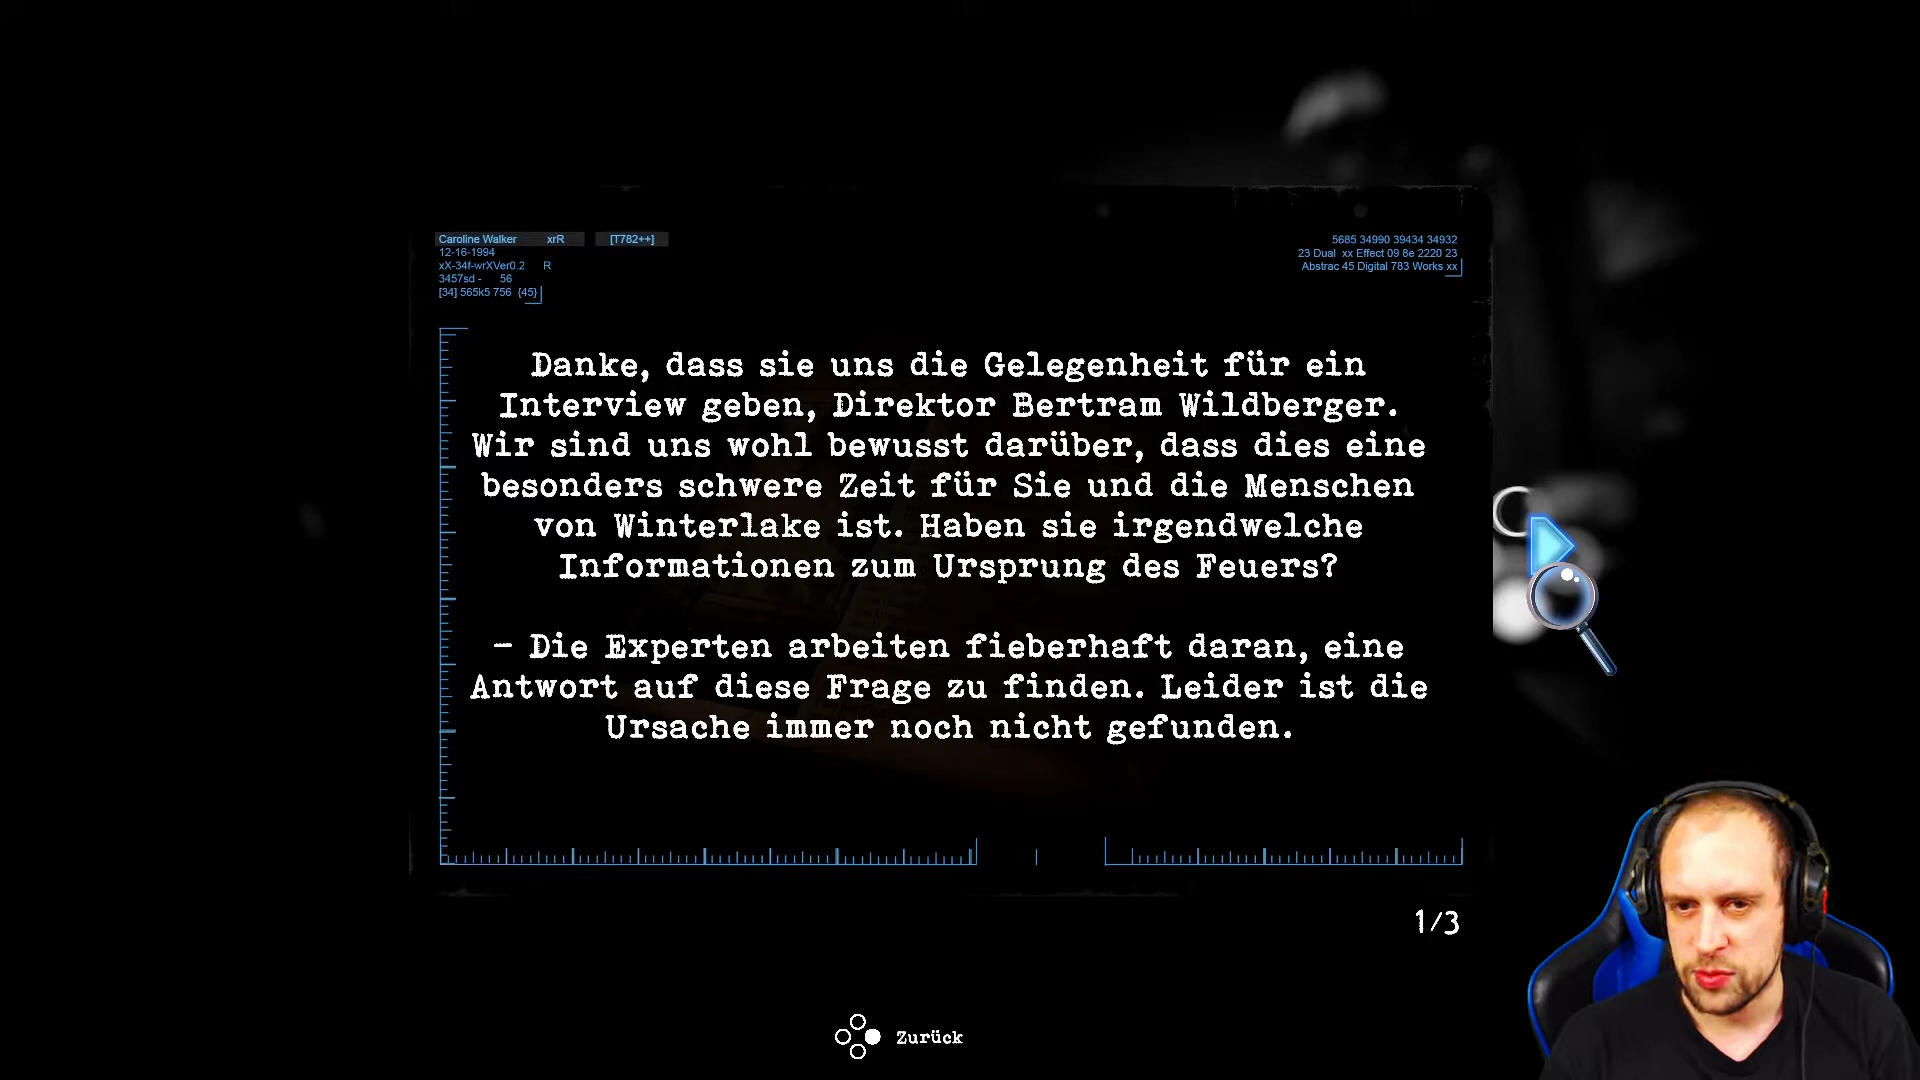 Caroline Walker xrR [T782++]
12-16-1994
xX-34f-wrXVer0.2 R
3457sd - 56
[34] 565k5 756 {45}
5685 34990 39434 34932
23 Dual xx Effect 09 8e 2220 23
Abstrac 45 Digital 783 Works xx
Danke, dass sie uns die Gelegenheit für ein
Interview geben, Direktor Bertram Wildberger.
Wir sind uns wohl bewusst darüber, dass dies eine
besonders schwere Zeit für Sie und die Menschen
von Winterlake ist. Haben sie irgendwelche
Informationen zum Ursprung des Feuers?
- Die Experten arbeiten fieberhaft daran, eine
Antwort auf diese Frage zu finden. Leider ist die
Ursache immer noch nicht gefunden.
1/3
Zurück